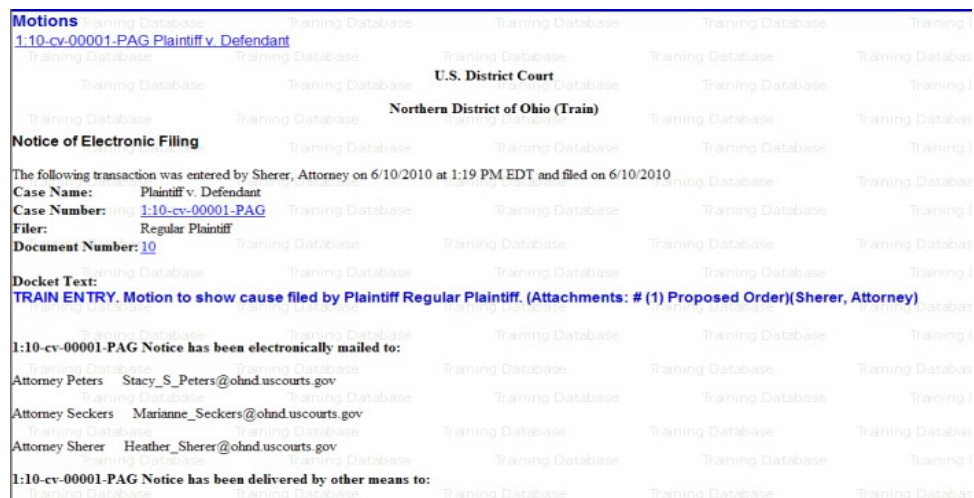 Motions
1:10-cv-00001-PAG Plaintiff v. Defendant
U.S. District Court
Northern District of Ohio (Train)
Notice of Electronic Filing
The following transaction was entered by Sherer, Attorney on 6/10/2010 at 1:19 PM EDT and filed on 6/10/2010
Case Name: Plaintiff v. Defendant
Case Number: 1:10-cv-00001-PAG
Filer: Regular Plaintiff
Document Number: 10
Docket Text:
TRAIN ENTRY. Motion to show cause filed by Plaintiff Regular Plaintiff. (Attachments: # (1) Proposed Order)(Sherer, Attorney)
1:10-cv-00001-PAG Notice has been electronically mailed to:
Attorney Peters Stacy_S_Peters@ohnd.uscourts.gov
Attorney Seckers Marianne_Seckers@ohnd.uscourts.gov
Attorney Sherer Heather_Sherer@ohnd.uscourts.gov
1:10-cv-00001-PAG Notice has been delivered by other means to:
Training Database